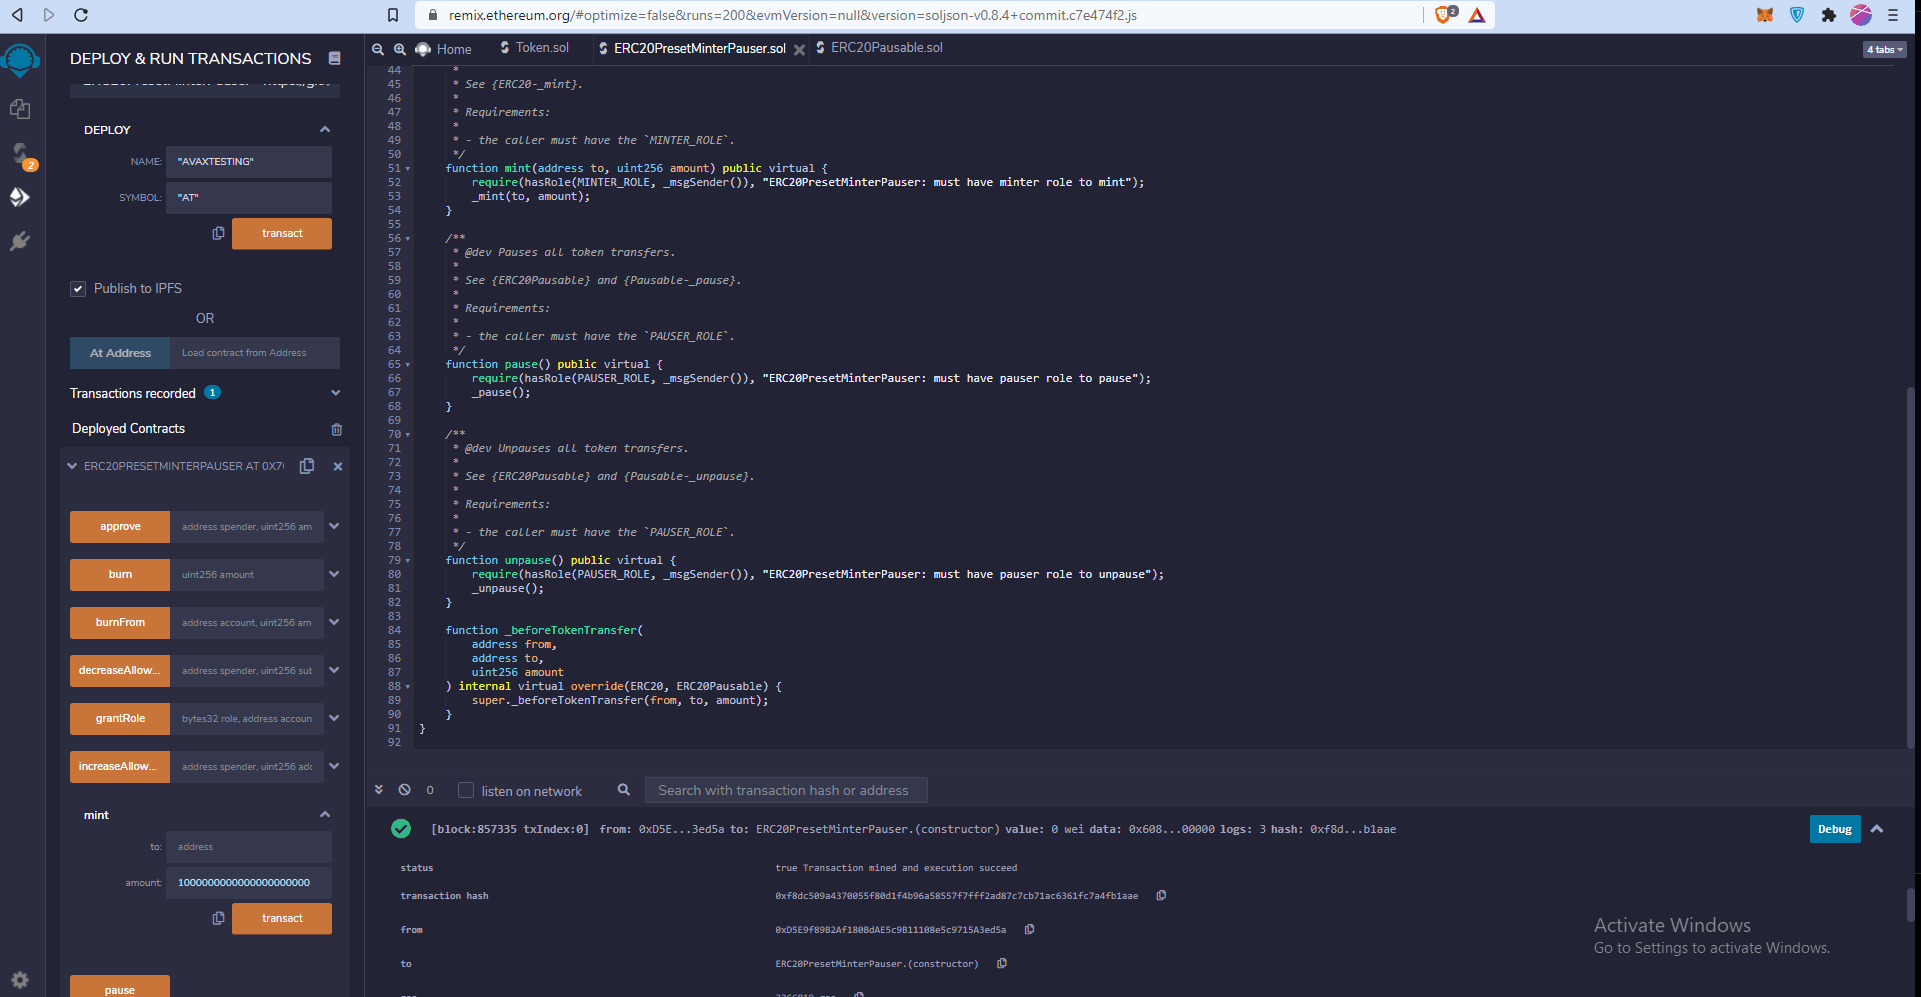 remix.ethereum.org/#optimize=false&runs=200&evmVersion=null&version=soljson-v0.8.4+commit.c7e474f2.js
2
DEPLOY & RUN TRANSACTIONS
Home
Token.sol
ERC20PresetMinterPauser.sol
ERC20Pausable.sol
4 tabs
DEPLOY
NAME: "AVAXTESTING"
SYMBOL: "AT"
transact
Publish to IPFS
OR
At Address Load contract from Address
Transactions recorded 1
Deployed Contracts
ERC20PRESETMINTERPAUSER AT 0X7(
approve address spender, uint256 am
burn uint256 amount
burnFrom address account, uint256 am
decreaseAllow... address spender, uint256 sub
grantRole bytes32 role, address accoun
increaseAllow... address spender, uint256 add
mint
to: address
amount: 1000000000000000000000
transact
pause
2
44 *
45 * See {ERC20-_mint}.
46 *
47 * Requirements:
48 *
49 * - the caller must have the `MINTER_ROLE`.
50 */
51 function mint(address to, uint256 amount) public virtual {
52 require(hasRole(MINTER_ROLE, _msgSender()), "ERC20PresetMinterPauser: must have minter role to mint");
53 _mint(to, amount);
54 }
55
56 /**
57 * @dev Pauses all token transfers.
58 *
59 * See {ERC20Pausable} and {Pausable-_pause}.
60 *
61 * Requirements:
62 *
63 * - the caller must have the `PAUSER_ROLE`.
64 */
65 function pause() public virtual {
66 require(hasRole(PAUSER_ROLE, _msgSender()), "ERC20PresetMinterPauser: must have pauser role to pause");
67 _pause();
68 }
69
70 /**
71 * @dev Unpauses all token transfers.
72 *
73 * See {ERC20Pausable} and {Pausable-_unpause}.
74 *
75 * Requirements:
76 *
77 * - the caller must have the `PAUSER_ROLE`.
78 */
79 function unpause() public virtual {
80 require(hasRole(PAUSER_ROLE, _msgSender()), "ERC20PresetMinterPauser: must have pauser role to unpause");
81 _unpause();
82 }
83
84 function _beforeTokenTransfer(
85 address from,
86 address to,
87 uint256 amount
88 ) internal virtual override(ERC20, ERC20Pausable) {
89 super._beforeTokenTransfer(from, to, amount);
90 }
91 }
92
0 listen on network Search with transaction hash or address
[block:857335 txIndex:0] from: 0xD5E...3ed5a to: ERC20PresetMinterPauser.(constructor) value: 0 wei data: 0x608...00000 logs: 3 hash: 0xf8d...b1aae
Debug
status true Transaction mined and execution succeed
transaction hash 0xf8dc509a4370055f80d1f4b96a58557f7fff2ad87c7cb71ac6361fc7a4fb1aae
from 0xD5E9f89B2Af180BdAE5c9B11108e5c9715A3ed5a
to ERC20PresetMinterPauser.(constructor)
Activate Windows
Go to Settings to activate Windows.